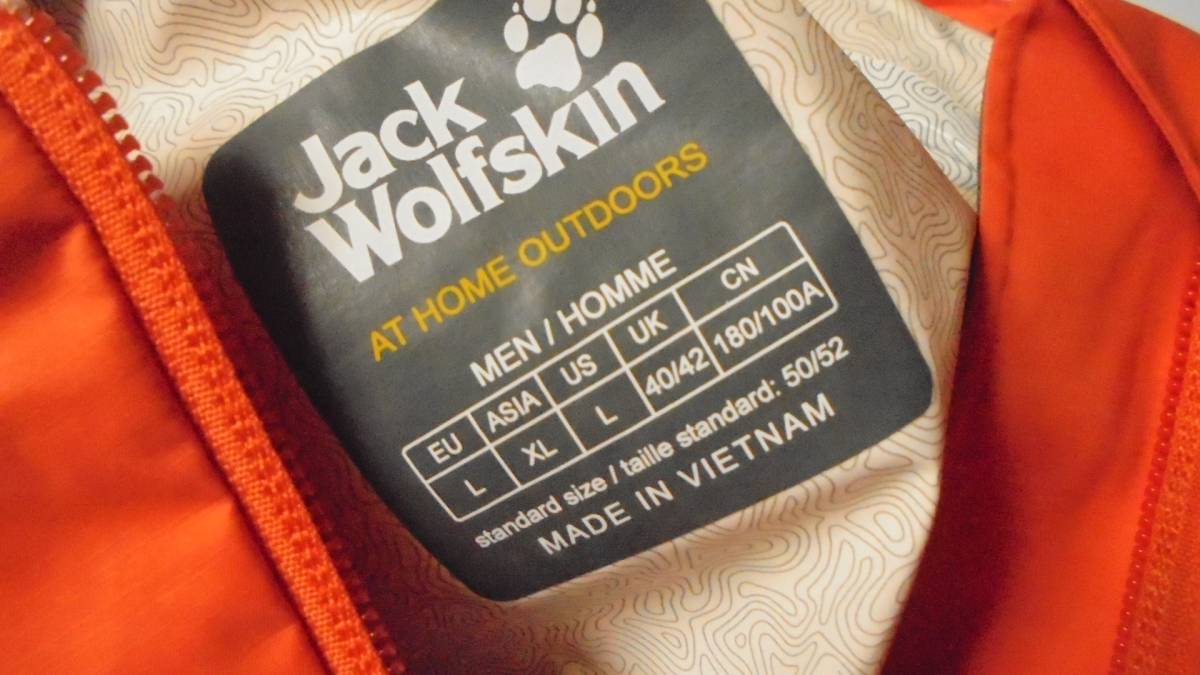 Jack
Wolfskin
AT HOME OUTDOORS
MEN / HOMME
EU ASIA US UK CN
L XL L 40/42 180/100A
standard size / taille standard: 50/52
MADE IN VIETNAM